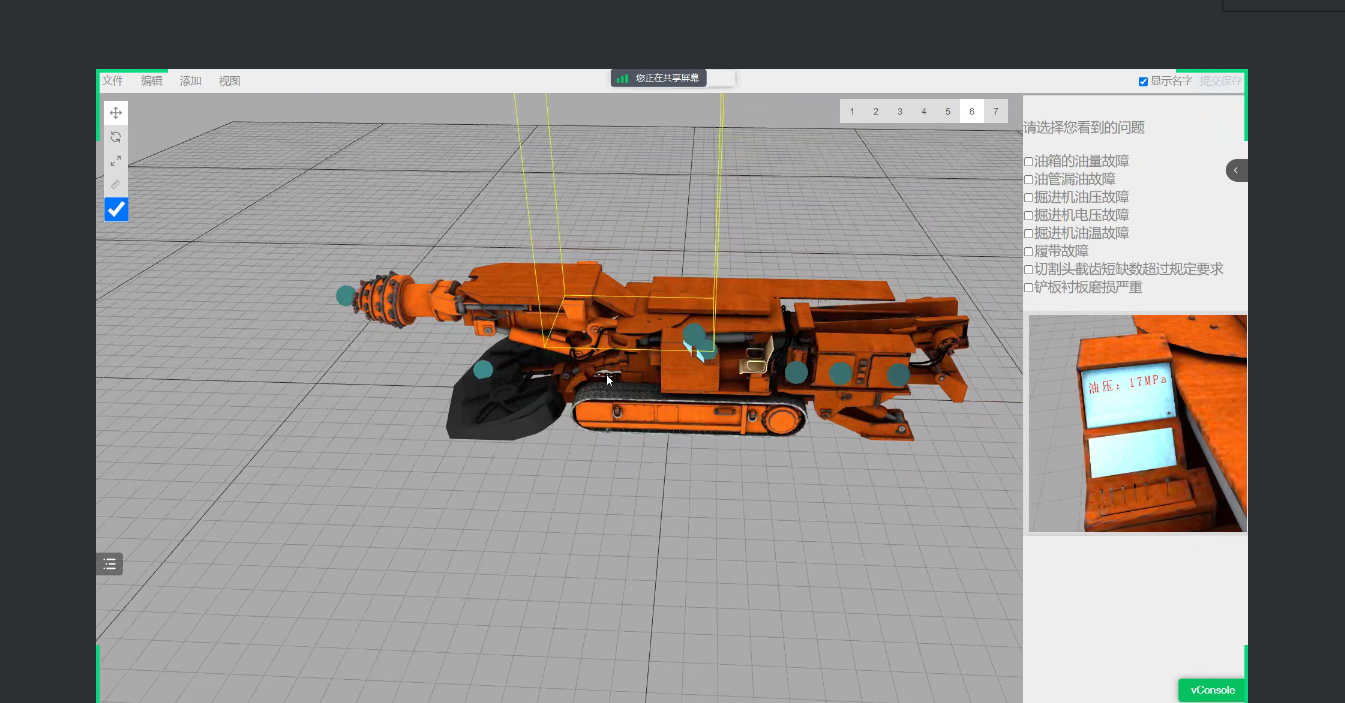 您正在共享屏幕
文件 编辑 添加 视图
显示名字 提交保存
1 2 3 4 5 6 7
请选择您看到的问题
油箱的油量故障
油管漏油故障
掘进机油压故障
掘进机电压故障
掘进机油温故障
履带故障
切割头截齿短缺数超过规定要求
铲板衬板磨损严重
油压: 17MPa
vConsole